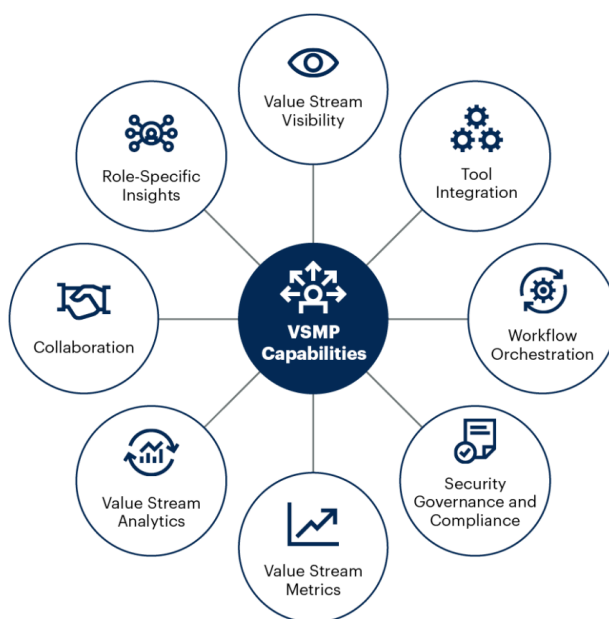 Value Stream
Visibility
Role-Specific
Insights
Tool
Integration
Collaboration
VSMP
Capabilities
Workflow
Orchestration
Value Stream
Analytics
Security
Governance and
Compliance
Value Stream
Metrics